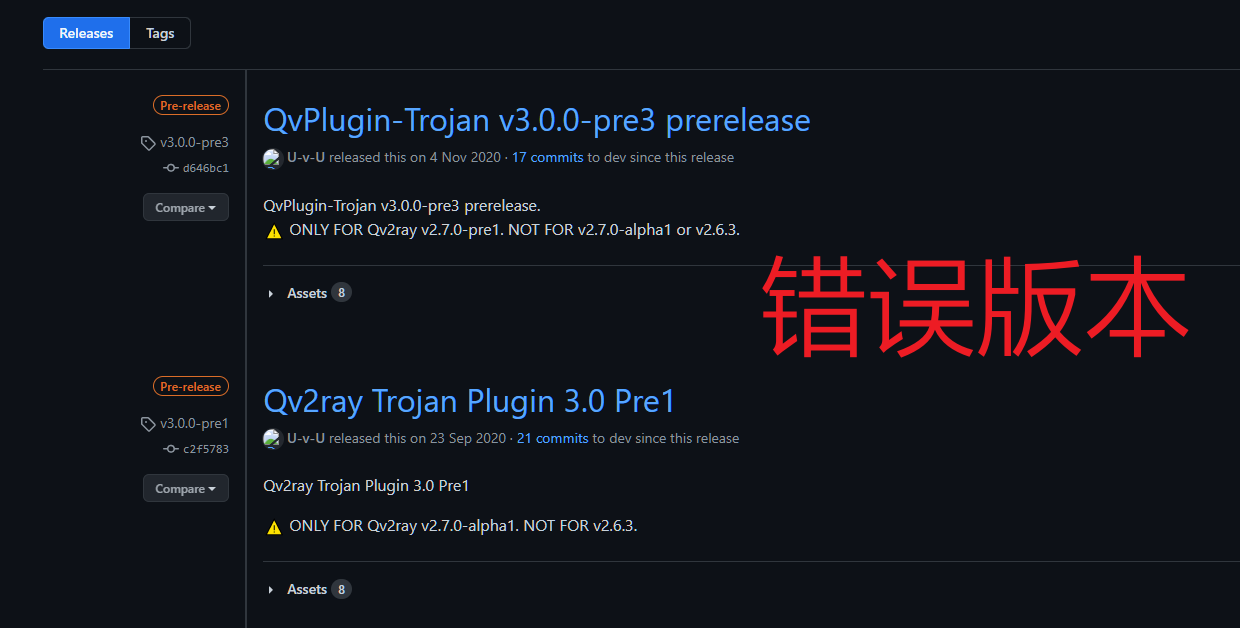 Releases
Tags
Pre-release
v3.0.0-pre3
d646bc1
Compare
QvPlugin-Trojan v3.0.0-pre3 prerelease
U-v-U released this on 4 Nov 2020 · 17 commits to dev since this release
QvPlugin-Trojan v3.0.0-pre3 prerelease.
⚠ ONLY FOR Qv2ray v2.7.0-pre1. NOT FOR v2.7.0-alpha1 or v2.6.3.
Assets 8
错误版本
Pre-release
v3.0.0-pre1
c2f5783
Compare
Qv2ray Trojan Plugin 3.0 Pre1
U-v-U released this on 23 Sep 2020 · 21 commits to dev since this release
Qv2ray Trojan Plugin 3.0 Pre1
⚠ ONLY FOR Qv2ray v2.7.0-alpha1. NOT FOR v2.6.3.
Assets 8